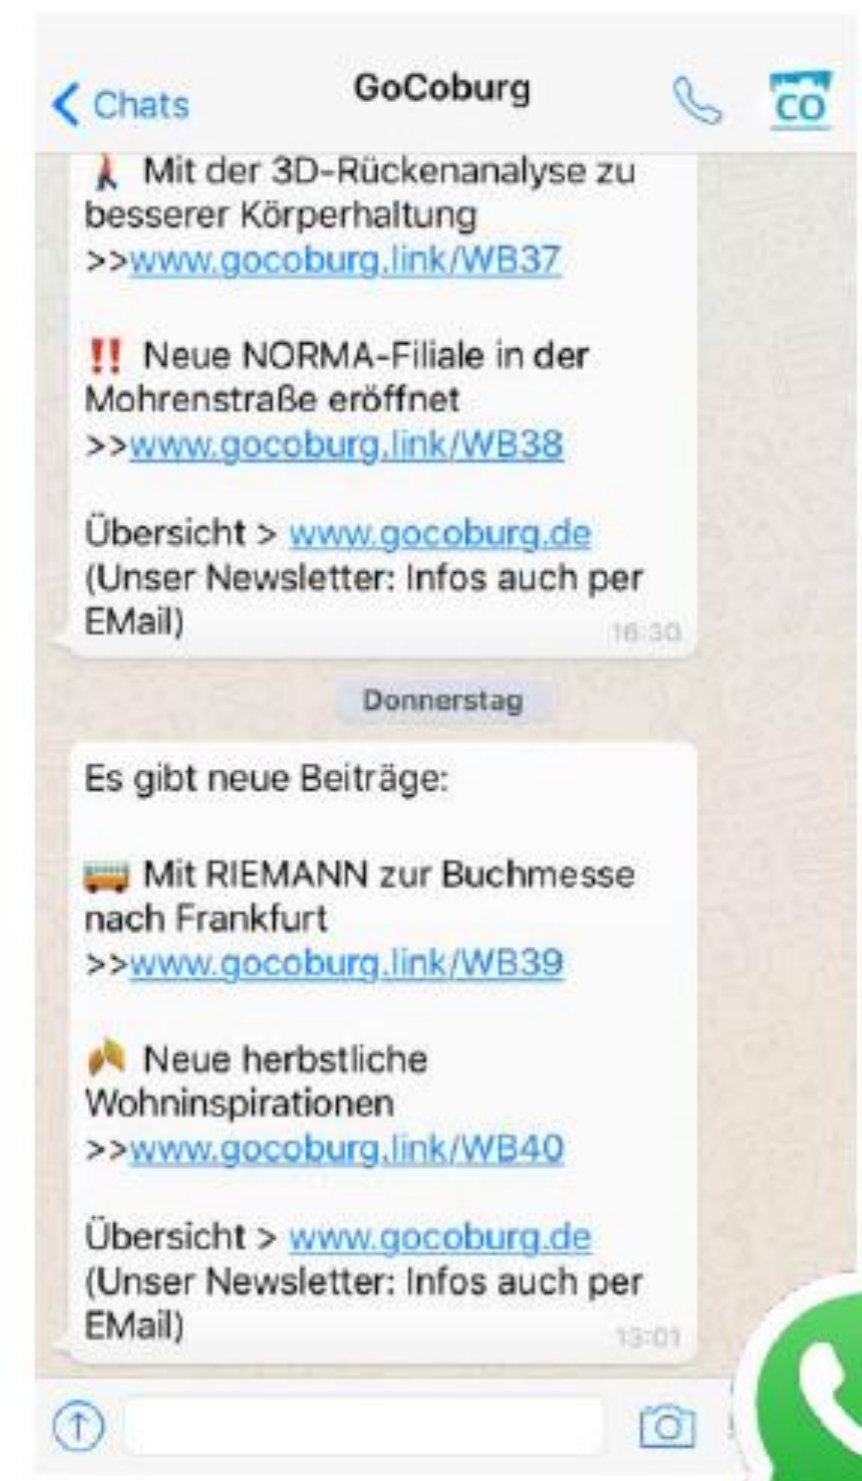 Chats
GoCoburg
CO
Mit der 3D-Rückenanalyse zu
besserer Körperhaltung
>>www.gocoburg.link/WB37
‼ Neue NORMA-Filiale in der
Mohrenstraße eröffnet
>>www.gocoburg.link/WB38
Übersicht > www.gocoburg.de
(Unser Newsletter: Infos auch per
EMail)
16:30
Donnerstag
Es gibt neue Beiträge:
Mit RIEMANN zur Buchmesse
nach Frankfurt
>>www.gocoburg.link/WB39
Neue herbstliche
Wohninspirationen
>>www.gocoburg.link/WB40
Übersicht > www.gocoburg.de
(Unser Newsletter: Infos auch per
EMail)
13:01